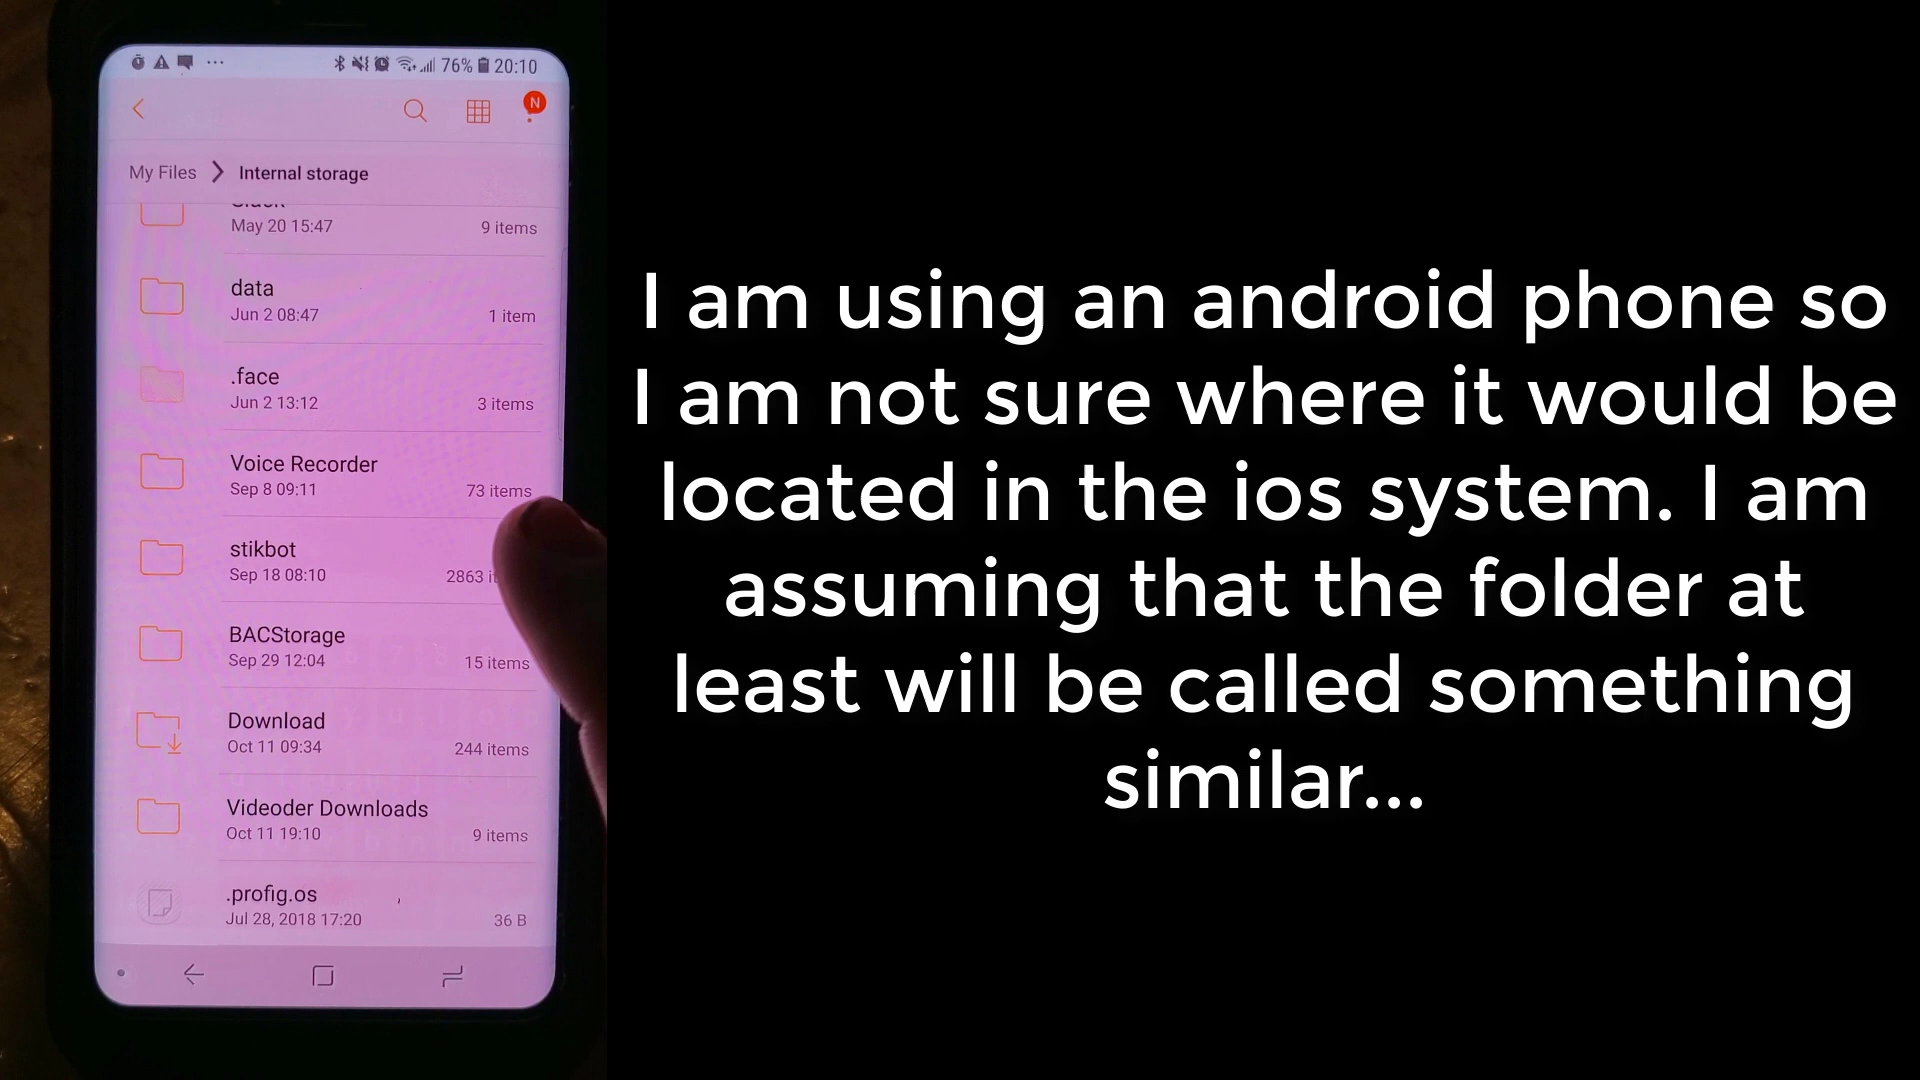 76% 20:10
N
My Files > Internal storage
Slack
May 20 15:47 9 items
data
Jun 2 08:47 1 item
.face
Jun 2 13:12 3 items
Voice Recorder
Sep 8 09:11 73 items
stikbot
Sep 18 08:10 2863
BACStorage
Sep 29 12:04 15 items
Download
Oct 11 09:34 244 items
Videoder Downloads
Oct 11 19:10 9 items
.profig.os
Jul 28, 2018 17:20 36 B
I am using an android phone so
I am not sure where it would be
located in the ios system. I am
assuming that the folder at
least will be called something
similar...